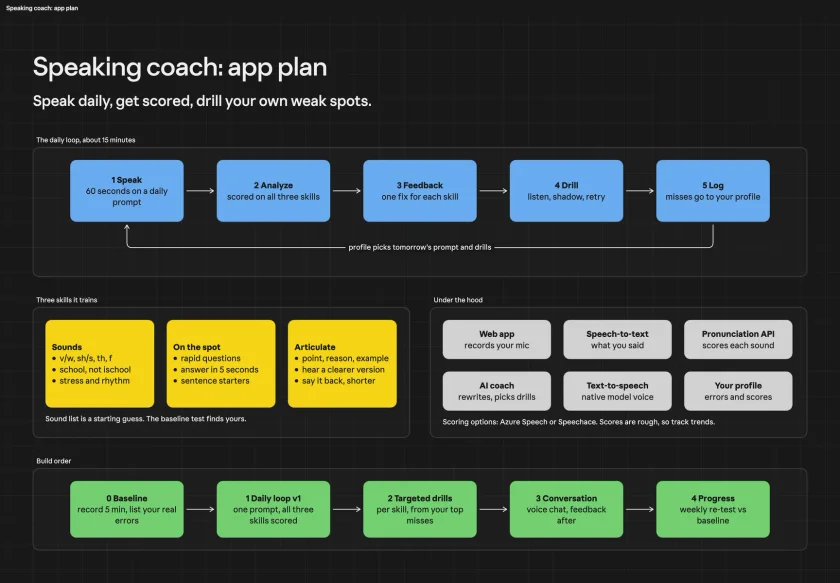 Speaking coach: app plan
Speaking coach: app plan
Speak daily, get scored, drill your own weak spots.
The daily loop, about 15 minutes
1 Speak
60 seconds on a daily
prompt
2 Analyze
scored on all three skills
3 Feedback
one fix for each skill
4 Drill
listen, shadow, retry
5 Log
misses go to your profile
profile picks tomorrow's prompt and drills
Three skills it trains
Sounds
• v/w, sh/s, th, f
• school, not ischool
• stress and rhythm
On the spot
• rapid questions
• answer in 5 seconds
• sentence starters
Articulate
• point, reason, example
• hear a clearer version
• say it back, shorter
Sound list is a starting guess. The baseline test finds yours.
Under the hood
Web app
records your mic
Speech-to-text
what you said
Pronunciation API
scores each sound
AI coach
rewrites, picks drills
Text-to-speech
native model voice
Your profile
errors and scores
Scoring options: Azure Speech or Speechace. Scores are rough, so track trends.
Build order
0 Baseline
record 5 min, list your real
errors
1 Daily loop v1
one prompt, all three
skills scored
2 Targeted drills
per skill, from your top
misses
3 Conversation
voice chat, feedback
after
4 Progress
weekly re-test vs
baseline